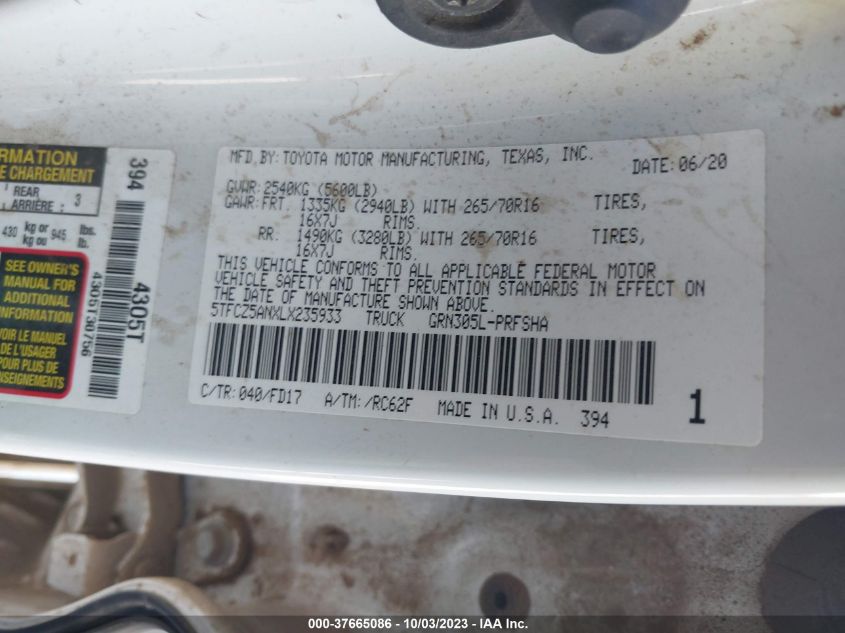 RMATION
E CHARGEMENT
REAR
ARRIÈRE : 3
430 kg or 945 lbs.
kg ou lb.
SEE OWNER'S
MANUAL FOR
ADDITIONAL
INFORMATION
VOIR LE MANUEL
DE L'USAGER
POUR PLUS DE
RENSEIGNEMENTS
394
4305T
4305T30756
MFD.BY:TOYOTA MOTOR MANUFACTURING, TEXAS, INC. DATE:06/20
GVWR:2540KG (5600LB)
GAWR:FRT. 1335KG (2940LB) WITH 265/70R16 TIRES,
16X7J RIMS.
RR. 1490KG (3280LB) WITH 265/70R16 TIRES,
16X7J RIMS.
THIS VEHICLE CONFORMS TO ALL APPLICABLE FEDERAL MOTOR
VEHICLE SAFETY AND THEFT PREVENTION STANDARDS IN EFFECT ON
THE DATE OF MANUFACTURE SHOWN ABOVE.
5TFCZ5ANXLX235933 TRUCK GRN305L-PRFSHA
C/TR:040/FD17 A/TM:/RC62F MADE IN U.S.A. 394 1
000-37665086 - 10/03/2023 - IAA Inc.